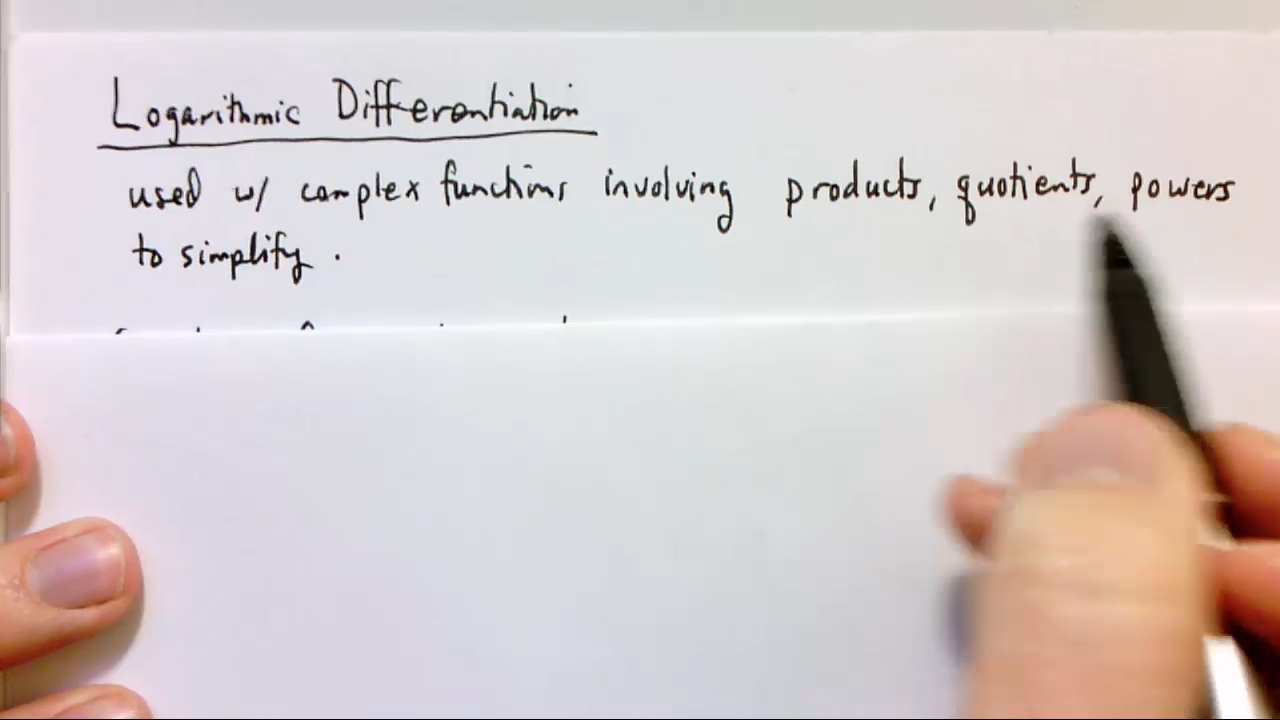 Logarithmic Differentiation
used w/ complex functions involving products, quotients, powers
to simplify.